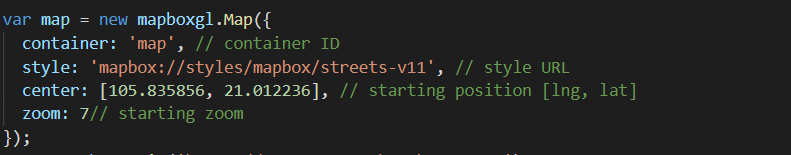 var map = new mapboxgl.Map({
container: 'map', // container ID
style: 'mapbox://styles/mapbox/streets-v11', // style URL
center: [105.835856, 21.012236], // starting position [lng, lat]
zoom: 7// starting zoom
});